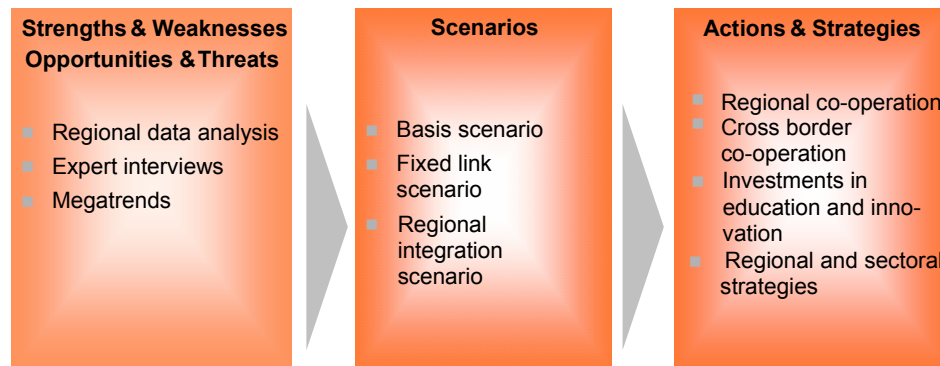 Strengths & Weaknesses
Opportunities & Threats
Regional data analysis
Expert interviews
Megatrends
Scenarios
Basis scenario
Fixed link
scenario
Regional
integration
scenario
Actions & Strategies
Regional co-operation
Cross border
co-operation
Investments in
education and inno-
vation
Regional and sectoral
strategies